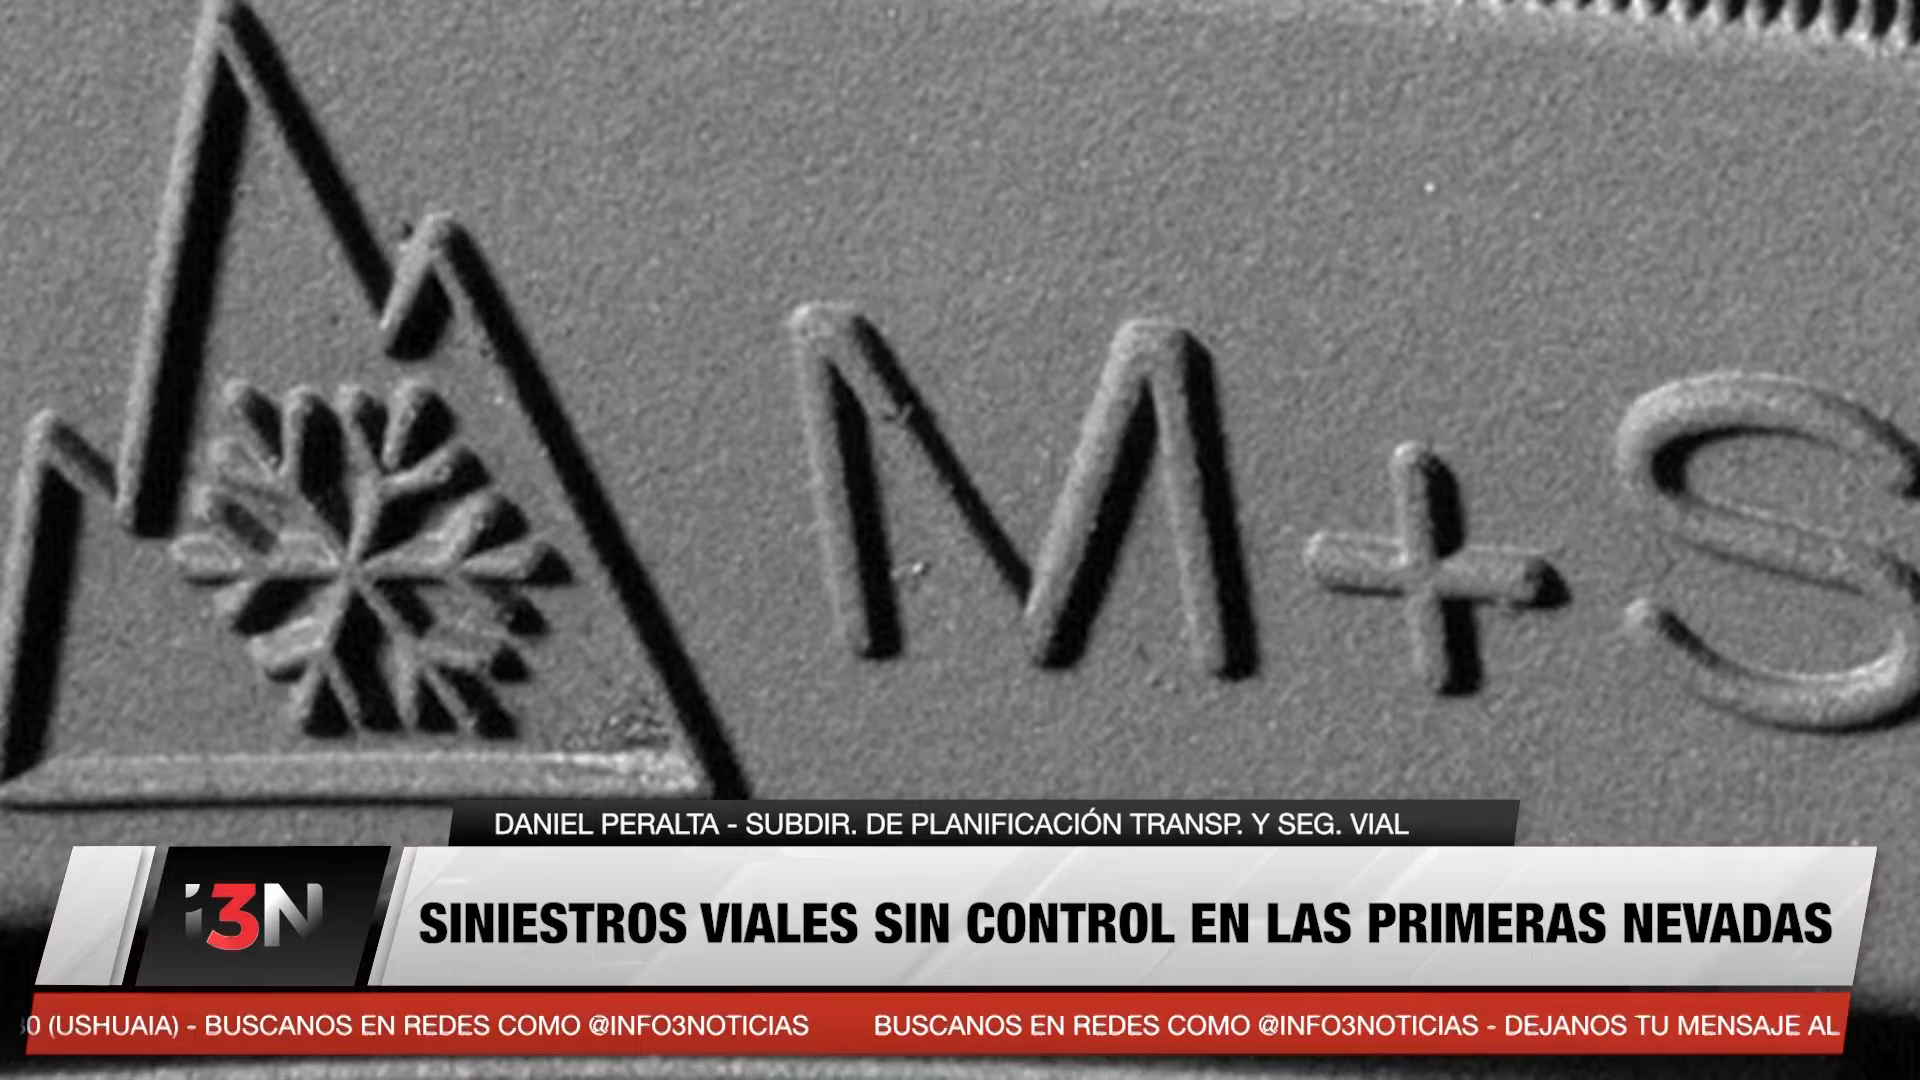 M+S
DANIEL PERALTA - SUBDIR. DE PLANIFICACIÓN TRANSP. Y SEG. VIAL
i3N
SINIESTROS VIALES SIN CONTROL EN LAS PRIMERAS NEVADAS
(USHUAIA) - BUSCANOS EN REDES COMO @INFO3NOTICIAS BUSCANOS EN REDES COMO @INFO3NOTICIAS - DEJANOS TU MENSAJE AL